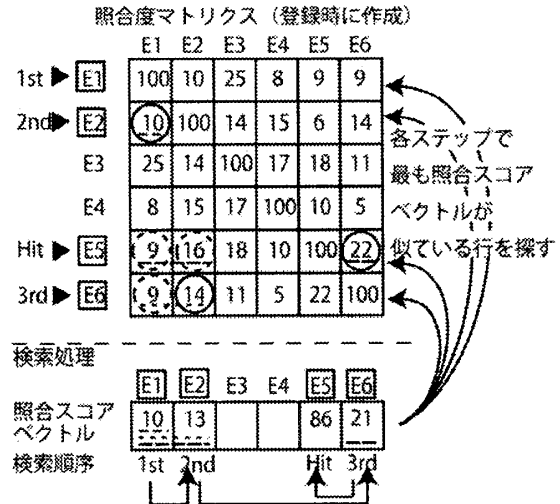 照合度マトリクス（登録時に作成）
E1 E2 E3 E4 E5 E6
1st E1 100 10 25 8 9 9
2nd E2 10 100 14 15 6 14
E3 25 14 100 17 18 11
E4 8 15 17 100 10 5
Hit E5 9 16 18 10 100 22
3rd E6 9 14 11 5 22 100
各ステップで
最も照合スコア
ベクトルが
似ている行を探す
検索処理
E1 E2 E3 E4 E5 E6
照合スコア
ベクトル
10 13 86 21
検索順序 1st 2nd Hit 3rd